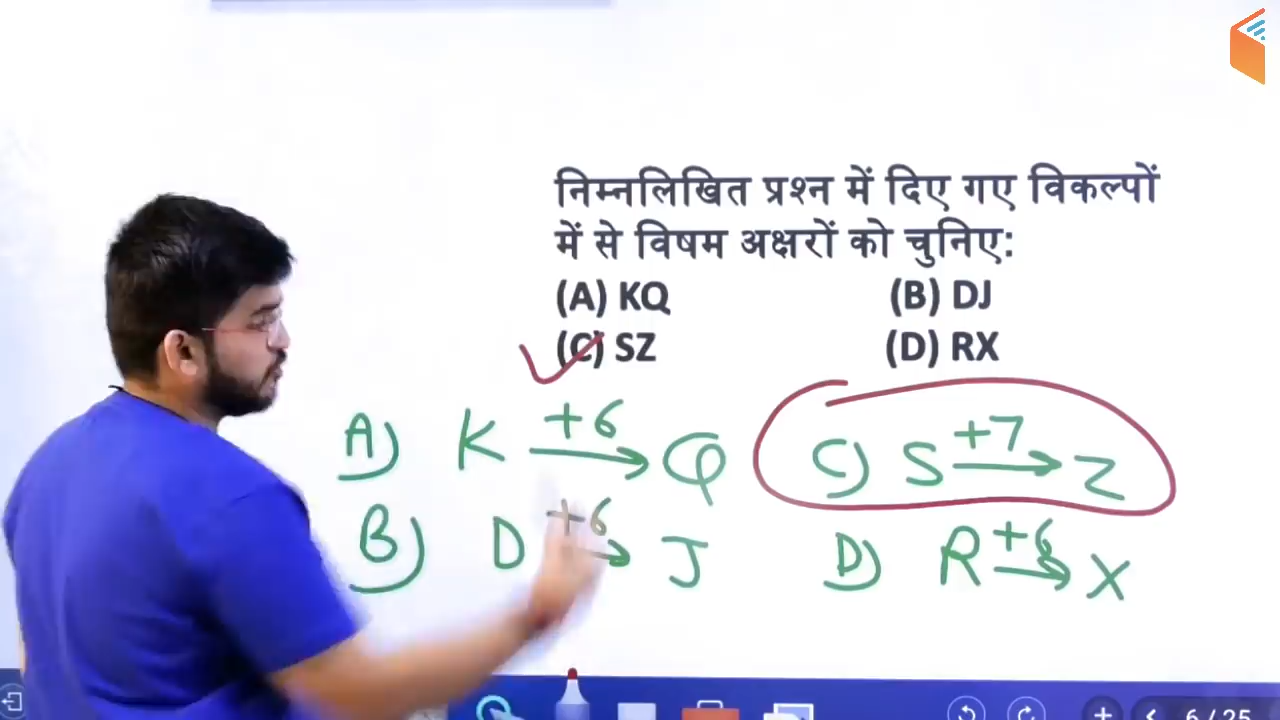 निम्नलिखित प्रश्न में दिए गए विकल्पों
में से विषम अक्षरों को चुनिए:
(A) KQ (B) DJ
(C) SZ (D) RX
A) K +6 Q C) S +7 Z
B) D +6 J D) R +6 X
6 / 25